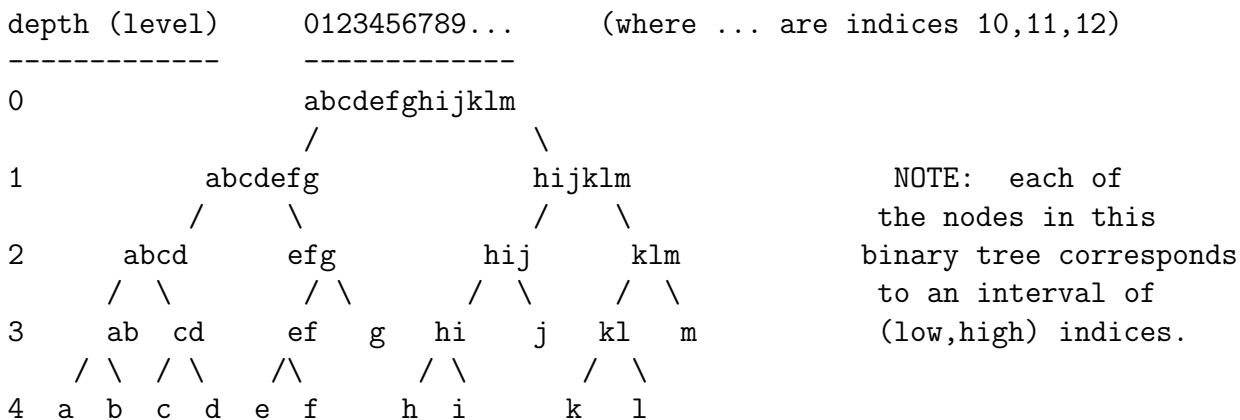 depth (level)     0123456789...     (where ... are indices 10,11,12)
-------------     -------------
0                 abcdefghijklm
                  /             \
1           abcdefg             hijklm                NOTE:  each of
           /     \              /    \               the nodes in this
2      abcd      efg         hij      klm           binary tree corresponds
      /  \       / \        /  \     /  \            to an interval of
3     ab  cd     ef   g   hi    j   kl   m           (low,high) indices.
    / \  / \    /\       / \       / \
4  a  b  c  d  e  f     h  i      k   l